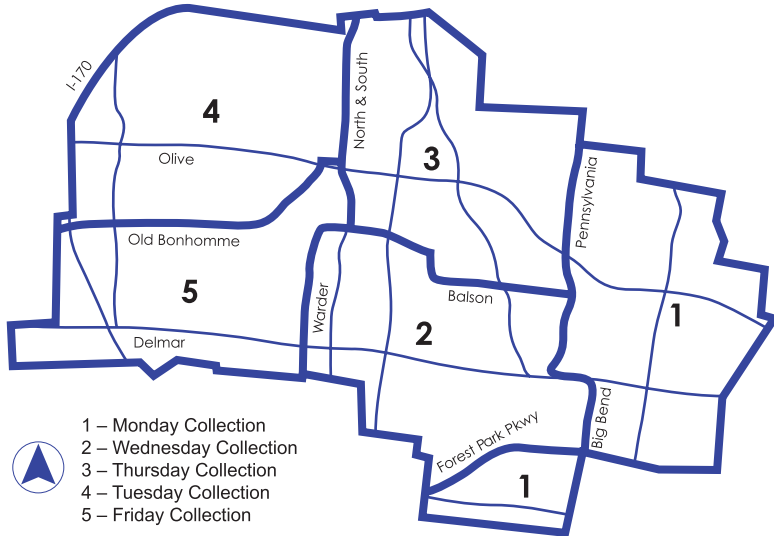 I-170
North & South
4
3
Olive
Pennsylvania
Old Bonhomme
5
Warder
Balson
1
2
Delmar
Forest Park Pkwy
Big Bend
1
1 – Monday Collection
2 – Wednesday Collection
3 – Thursday Collection
4 – Tuesday Collection
5 – Friday Collection